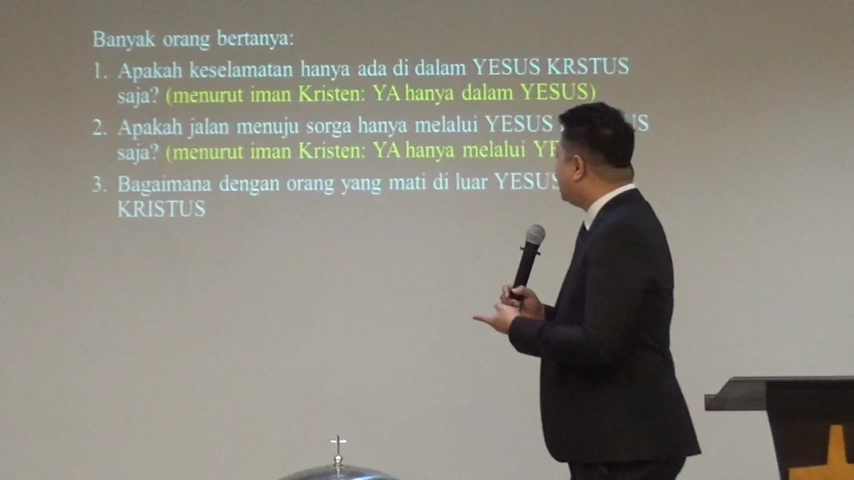 Banyak orang bertanya:
1. Apakah keselamatan hanya ada di dalam YESUS KRSTUS
saja? (menurut iman Kristen: YA hanya dalam YESUS)
2. Apakah jalan menuju sorga hanya melalui YESUS
saja? (menurut iman Kristen: YA hanya melalui
3. Bagaimana dengan orang yang mati di luar YESUS
KRISTUS